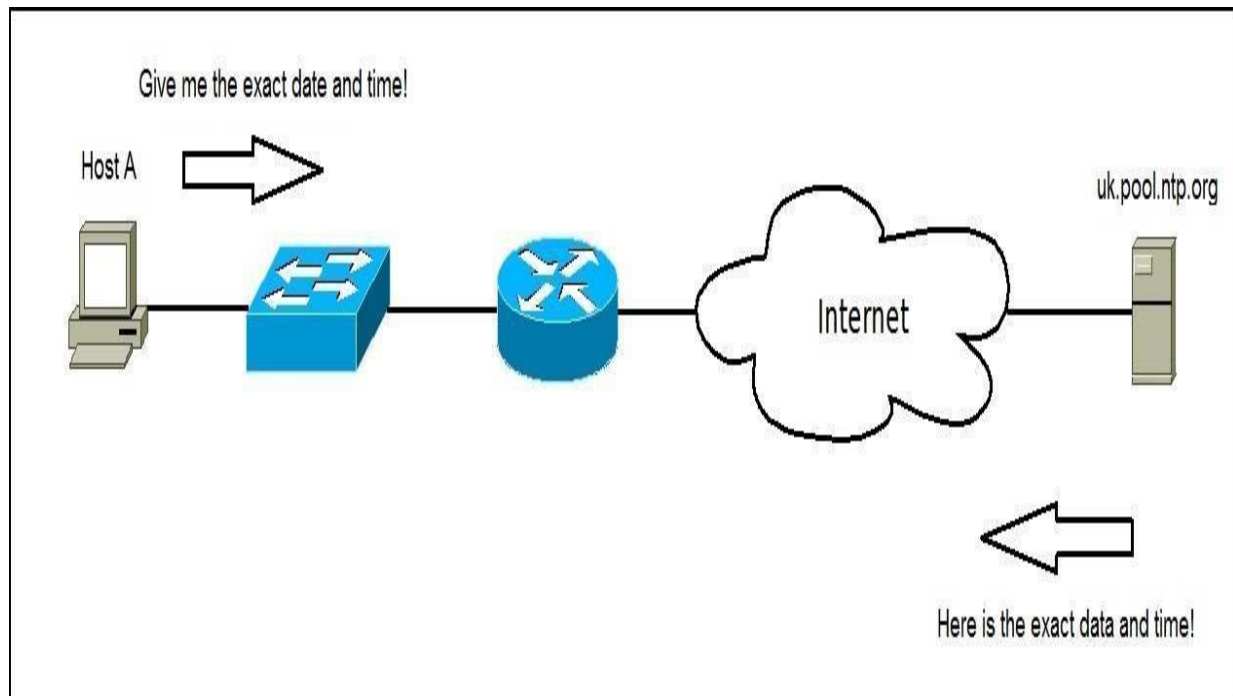 Give me the exact date and time!
Host A
uk.pool.ntp.org
Internet
Here is the exact data and time!